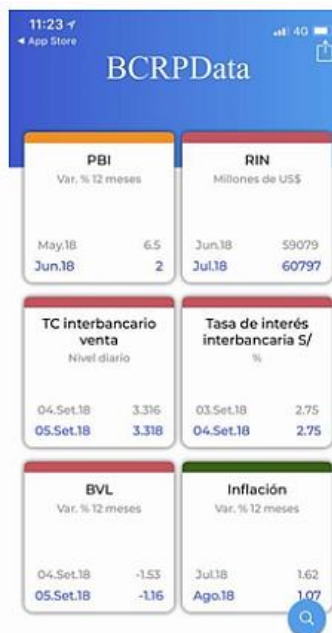 11:23
4G
◀ App Store
BCRPData
PBI
Var. % 12 meses
May.18 6.5
Jun.18 2
RIN
Millones de US$
Jun.18 59079
Jul.18 60797
TC interbancario
venta
Nivel diario
04.Set.18 3.316
05.Set.18 3.318
Tasa de interés
interbancaria S/
%
03.Set.18 2.75
04.Set.18 2.75
BVL
Var. % 12 meses
04.Set.18 -1.53
05.Set.18 -1.16
Inflación
Var. % 12 meses
Jul.18 1.62
Ago.18 1.07